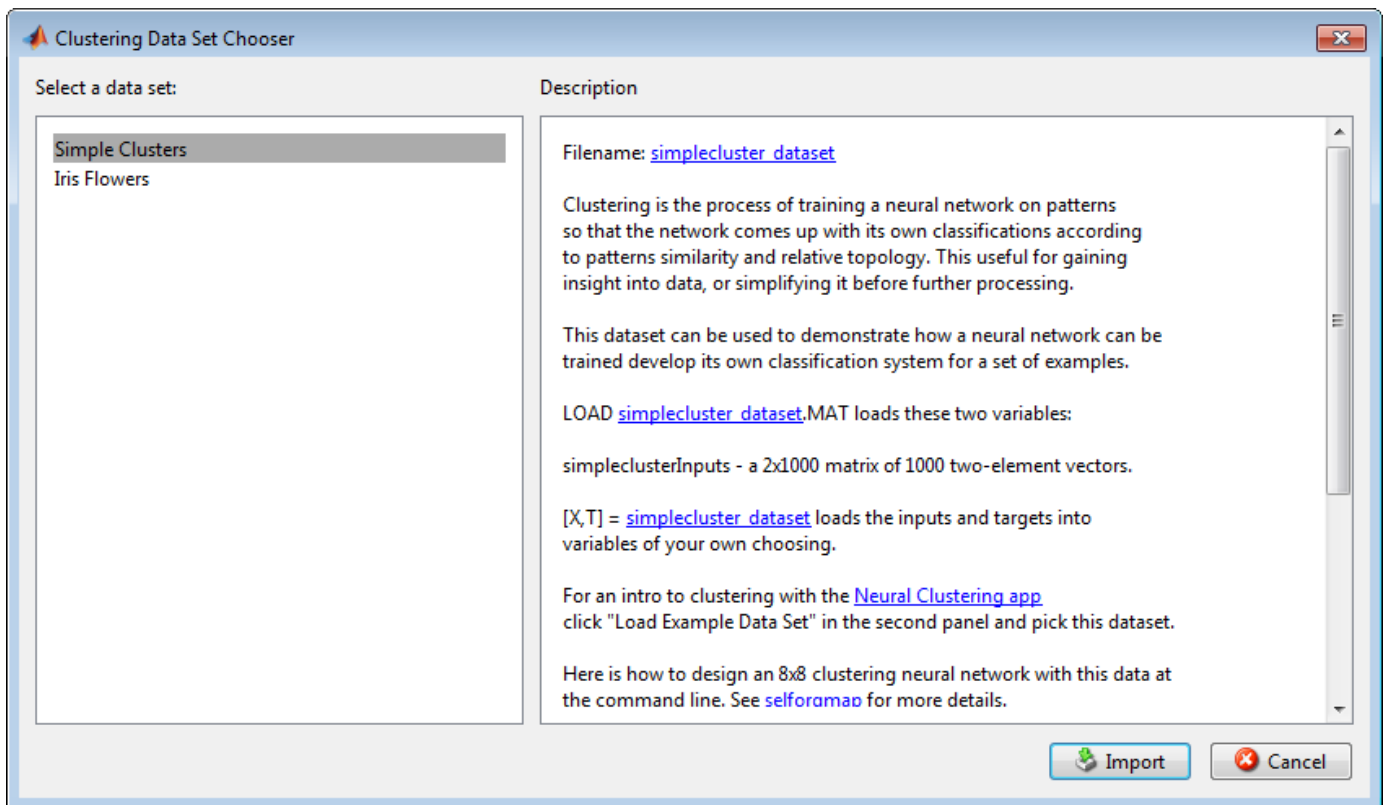 Clustering Data Set Chooser
Select a data set:
Simple Clusters
Iris Flowers
Description
Filename: simplecluster_dataset
Clustering is the process of training a neural network on patterns
so that the network comes up with its own classifications according
to patterns similarity and relative topology. This useful for gaining
insight into data, or simplifying it before further processing.
This dataset can be used to demonstrate how a neural network can be
trained develop its own classification system for a set of examples.
LOAD simplecluster_dataset.MAT loads these two variables:
simpleclusterInputs - a 2x1000 matrix of 1000 two-element vectors.
[X,T] = simplecluster_dataset loads the inputs and targets into
variables of your own choosing.
For an intro to clustering with the Neural Clustering app
click "Load Example Data Set" in the second panel and pick this dataset.
Here is how to design an 8x8 clustering neural network with this data at
the command line. See selforgmap for more details.
Import
Cancel